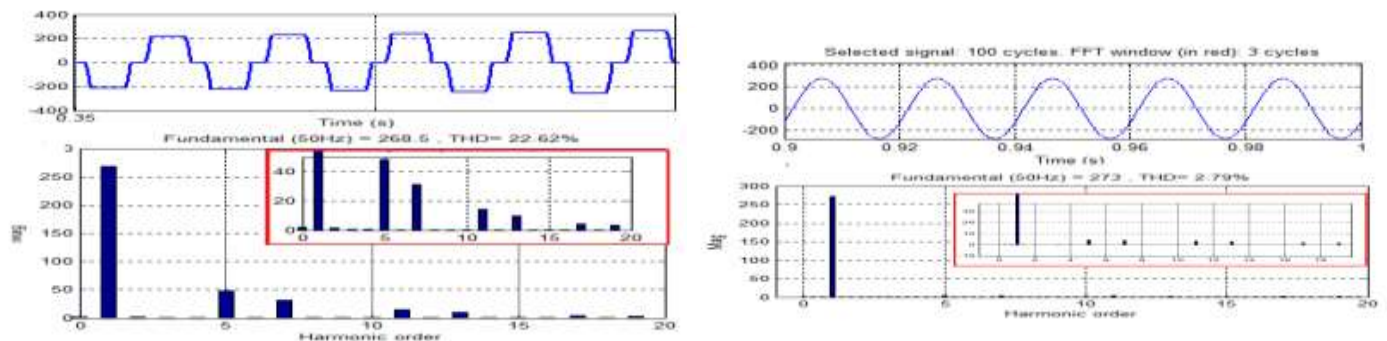 400
200
0
-200
-400
0.35
Time (s)
Fundamental (50Hz) = 268.5 , THD= 22.62%
3
250
200
150
100
50
0
Mag
40
20
0
0 5 10 15 20
0 5 10 15 20
Harmonic order
Selected signal: 100 cycles. FFT window (in red): 3 cycles
400
200
0
-200
0.9 0.92 0.94 0.96 0.98 1
Time (s)
Fundamental (50Hz) = 273 , THD= 2.79%
300
250
200
150
100
50
0
Mag
0 5 10 15 20
Harmonic order